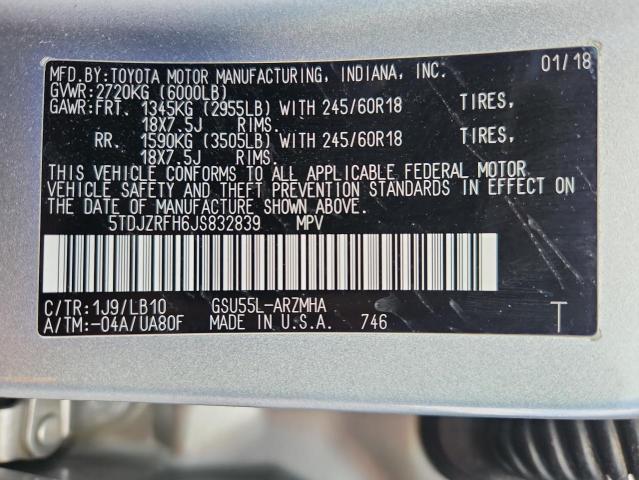 MFD.BY:TOYOTA MOTOR MANUFACTURING, INDIANA, INC. 01/18
GVWR:2720KG (6000LB)
GAWR:FRT. 1345KG (2955LB) WITH 245/60R18 TIRES,
18X7.5J RIMS.
RR. 1590KG (3505LB) WITH 245/60R18 TIRES,
18X7.5J RIMS.
THIS VEHICLE CONFORMS TO ALL APPLICABLE FEDERAL MOTOR
VEHICLE SAFETY AND THEFT PREVENTION STANDARDS IN EFFECT ON
THE DATE OF MANUFACTURE SHOWN ABOVE.
5TDJZRFH6JS832839 MPV
C/TR:1J9/LB10 GSU55L-ARZMHA
A/TM:-04A/UA80F MADE IN U.S.A. 746 T